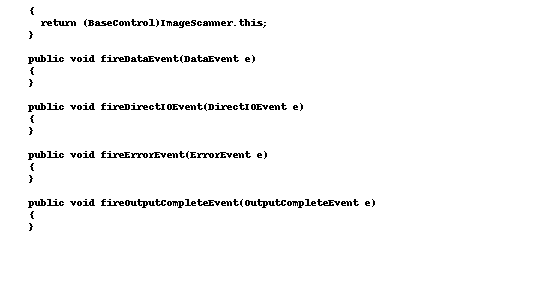 {
return (BaseControl)ImageScanner.this;
}
public void fireDataEvent(DataEvent e)
{
}
public void fireDirectIOEvent(DirectIOEvent e)
{
}
public void fireErrorEvent(ErrorEvent e)
{
}
public void fireOutputCompleteEvent(OutputCompleteEvent e)
{
}